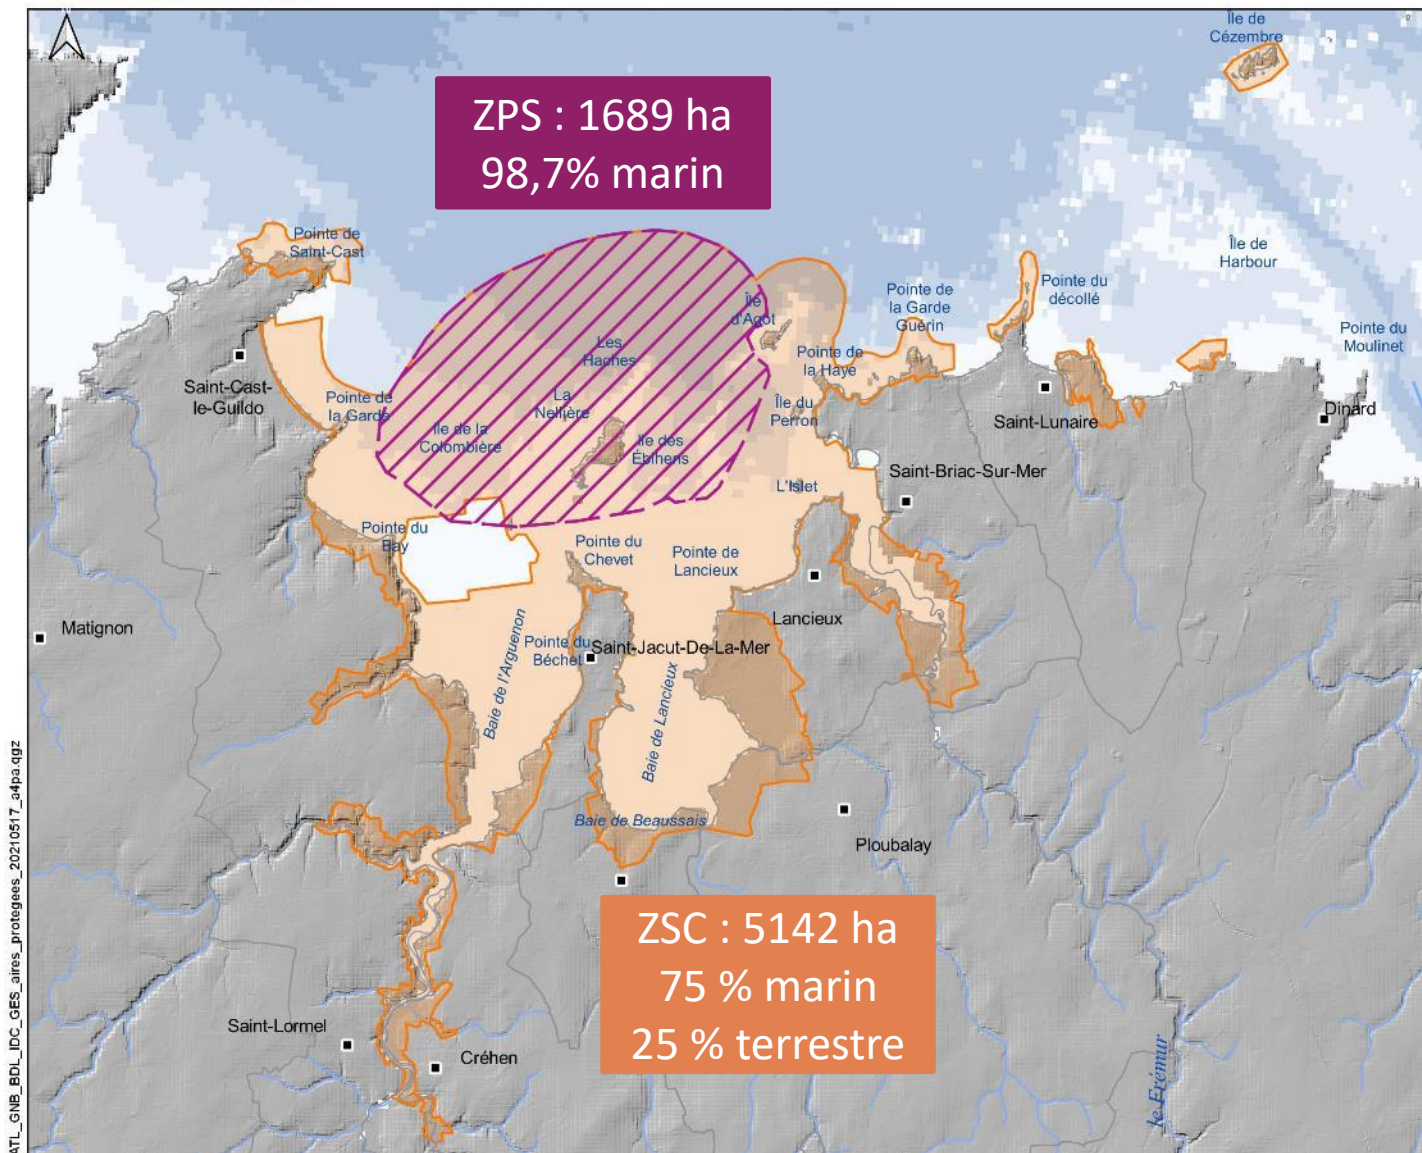 Île de
Cézembre
ZPS : 1689 ha
98,7% marin
Pointe de
Saint-Cast
Île de
Harbour
Pointe du
décollé
Île
d'Agot
Pointe de
la Garde
Guérin
Pointe du
Moulinet
Les
Haches
Pointe de
la Haye
Saint-Cast-
le-Guildo
Pointe de
la Garde
La
Nellière
Île du
Perron
Dinard
Saint-Lunaire
Ile de la
Colombière
Ile des
Ébihens
Saint-Briac-Sur-Mer
L'Islet
Pointe du
Bay
Pointe du
Chevet
Pointe de
Lancieux
Matignon
Lancieux
Baie de l'Arguenon
Pointe du
Béchet
Saint-Jacut-De-La-Mer
Baie de Lancieux
Baie de Beaussais
Ploubalay
ZSC : 5142 ha
75 % marin
25 % terrestre
Saint-Lormel
Créhen
le Frémur
ATL_GNB_BDL_IDC_GES_aires_protegees_20210517_a4pa.qgz